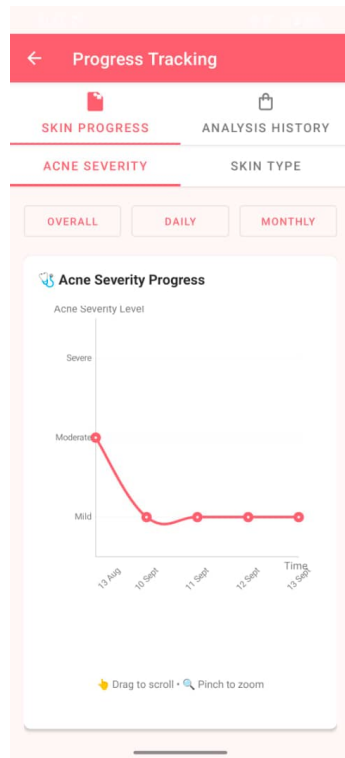 Progress Tracking
SKIN PROGRESS
ANALYSIS HISTORY
ACNE SEVERITY
SKIN TYPE
OVERALL
DAILY
MONTHLY
🩺 Acne Severity Progress
Acne Severity Level
Severe
Moderate
Mild
Time
13 Aug
10 Sept
11 Sept
12 Sept
13 Sept
👆 Drag to scroll • 🔍 Pinch to zoom